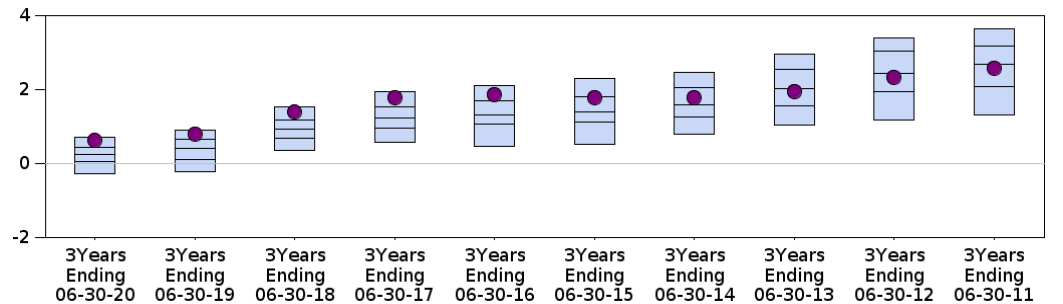 4
2
0
-2
3Years Ending 06-30-20
3Years Ending 06-30-19
3Years Ending 06-30-18
3Years Ending 06-30-17
3Years Ending 06-30-16
3Years Ending 06-30-15
3Years Ending 06-30-14
3Years Ending 06-30-13
3Years Ending 06-30-12
3Years Ending 06-30-11